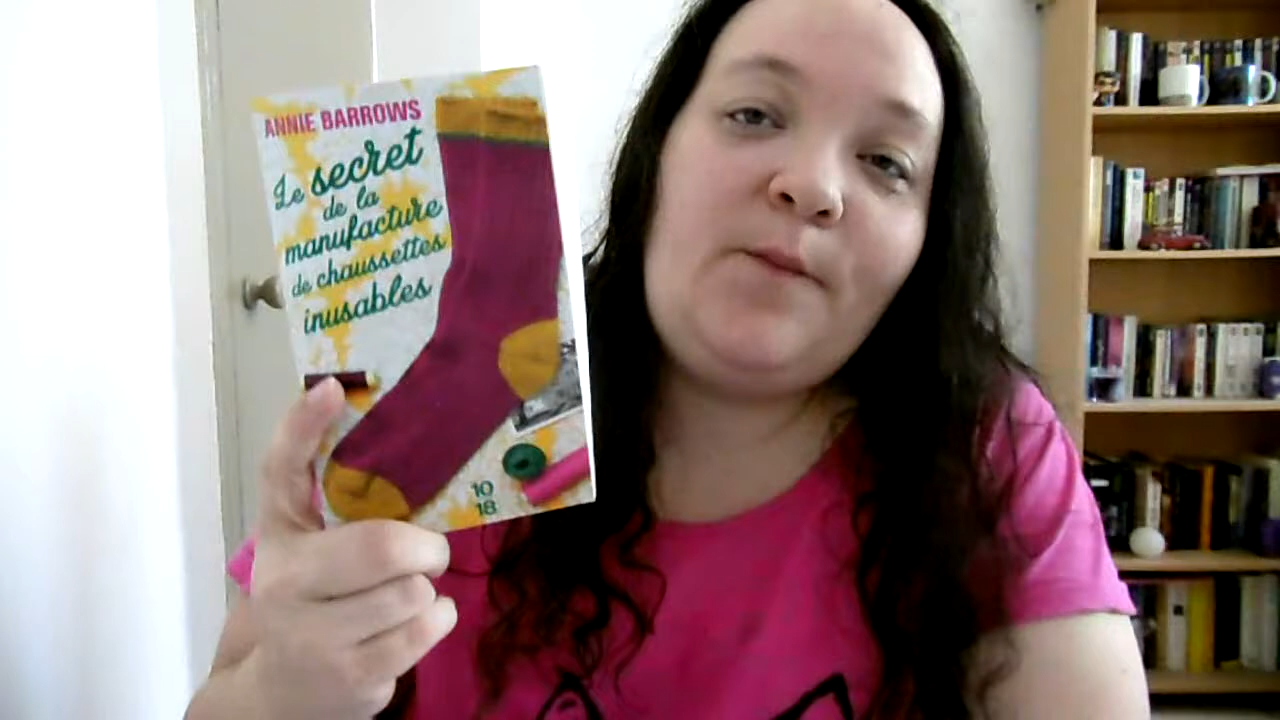 ANNIE BARROWS
Le secret
de la
manufacture
de chaussettes
inusables
10
18